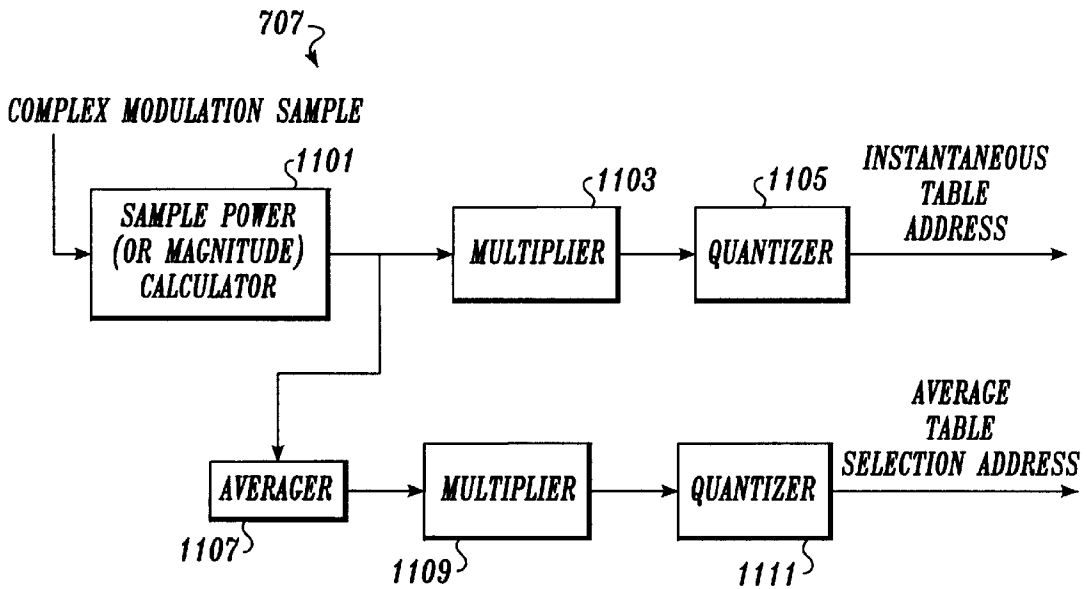 707
COMPLEX MODULATION SAMPLE
1101
SAMPLE POWER
(OR MAGNITUDE)
CALCULATOR
1103
MULTIPLIER
1105
QUANTIZER
INSTANTANEOUS
TABLE
ADDRESS
AVERAGER
1107
MULTIPLIER
1109
QUANTIZER
1111
AVERAGE
TABLE
SELECTION ADDRESS